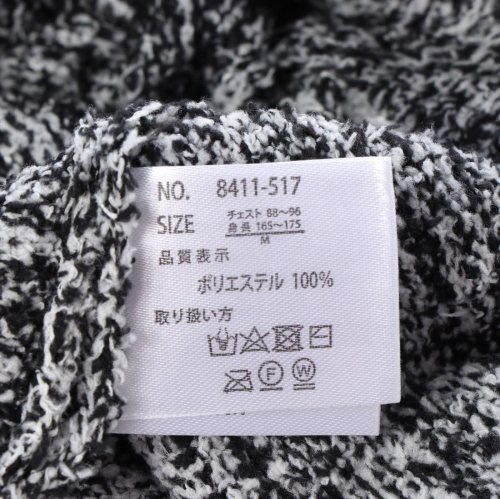 NO. 8411-517
SIZE チェスト 88〜96
身長 165〜175
M
品質表示
ポリエステル 100%
取り扱い方
F W